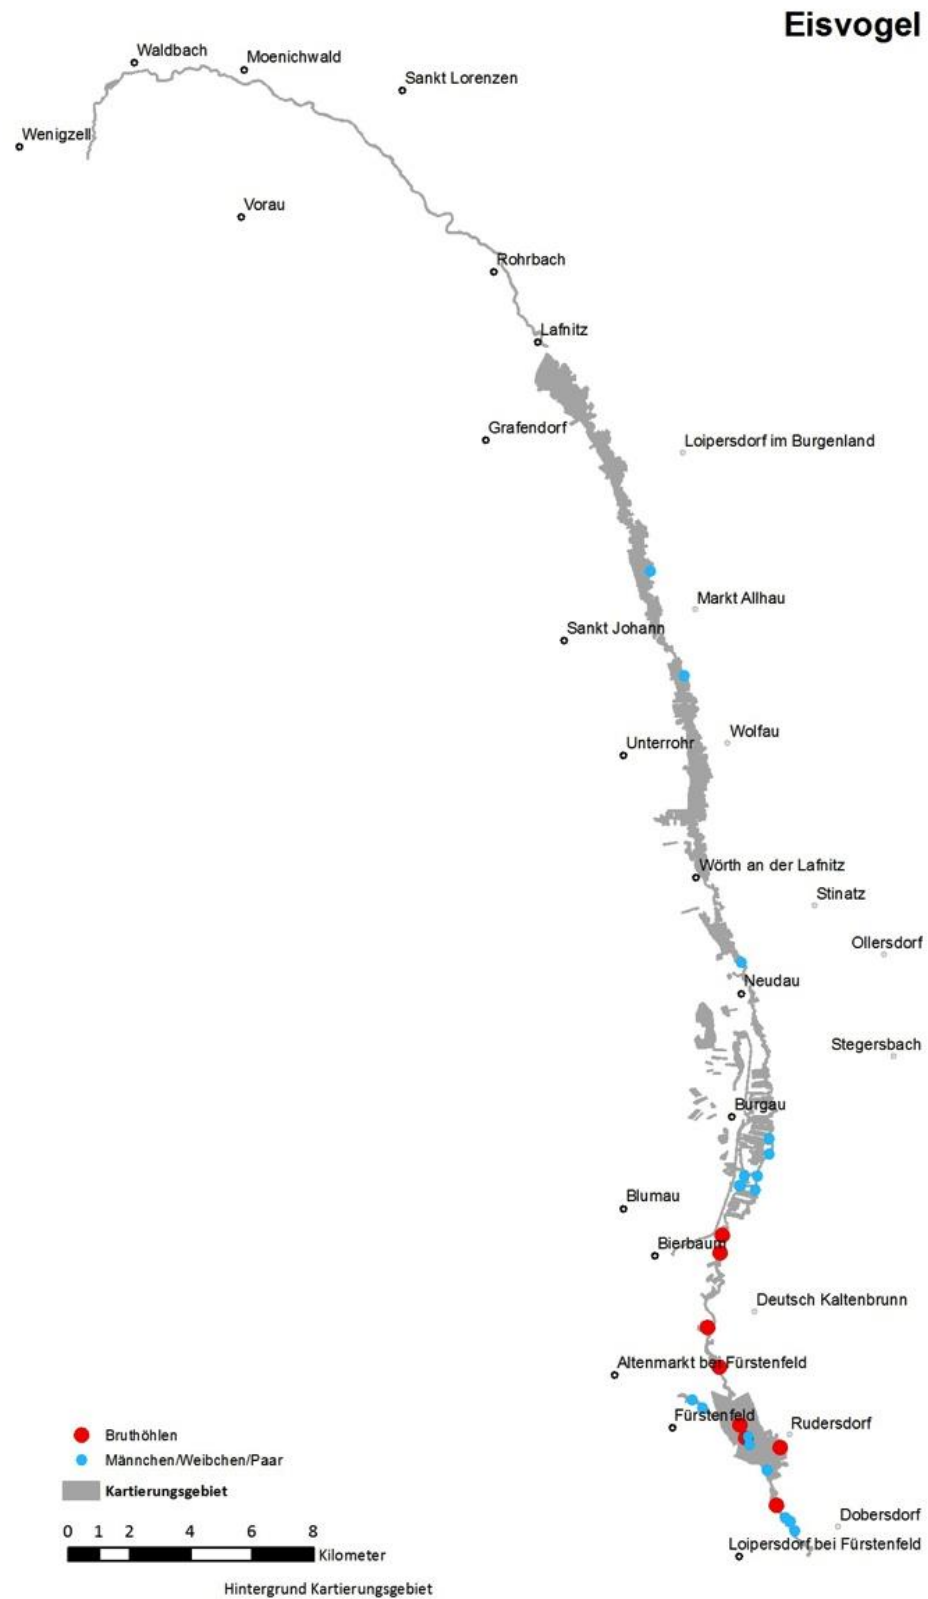 Eisvogel
Waldbach
Moenichwald
Sankt Lorenzen
Wenigzell
Vorau
Rohrbach
Lafnitz
Grafendorf
Loipersdorf im Burgenland
Markt Allhau
Sankt Johann
Wolfau
Unterrohr
Wörth an der Lafnitz
Stinatz
Ollersdorf
Neudau
Stegersbach
Burgau
Blumau
Bierbaum
Deutsch Kaltenbrunn
Altenmarkt bei Fürstenfeld
Fürstenfeld
Rudersdorf
Bruthöhlen
Männchen/Weibchen/Paar
Kartierungsgebiet
Dobersdorf
Loipersdorf bei Fürstenfeld
0 1 2 4 6 8
Kilometer
Hintergrund Kartierungsgebiet